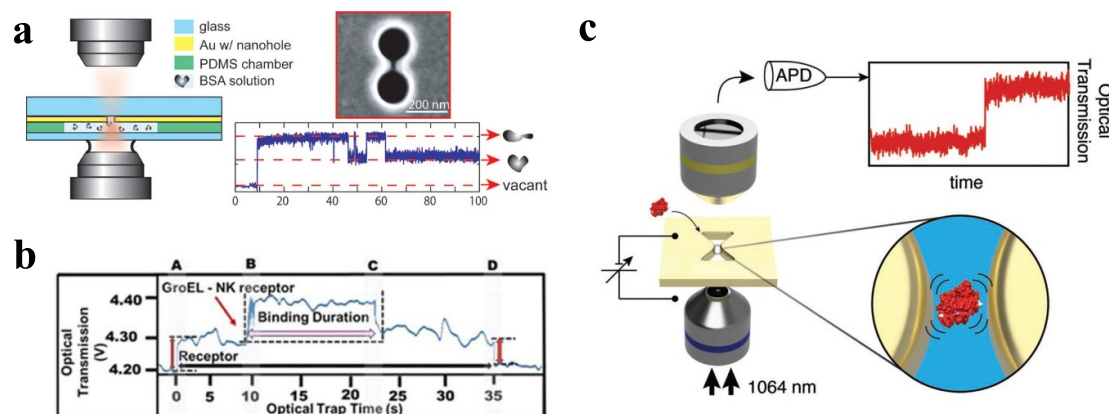 a
glass
Au w/ nanohole
PDMS chamber
BSA solution
200 nm
vacant
0 20 40 60 80 100
b
A B C D
GroEL - NK receptor
4.40
4.30
4.20
Optical
Transmission
(V)
Binding Duration
Receptor
0 5 10 15 20 25 30 35
Optical Trap Time (s)
c
APD
Optical
Transmission
time
1064 nm